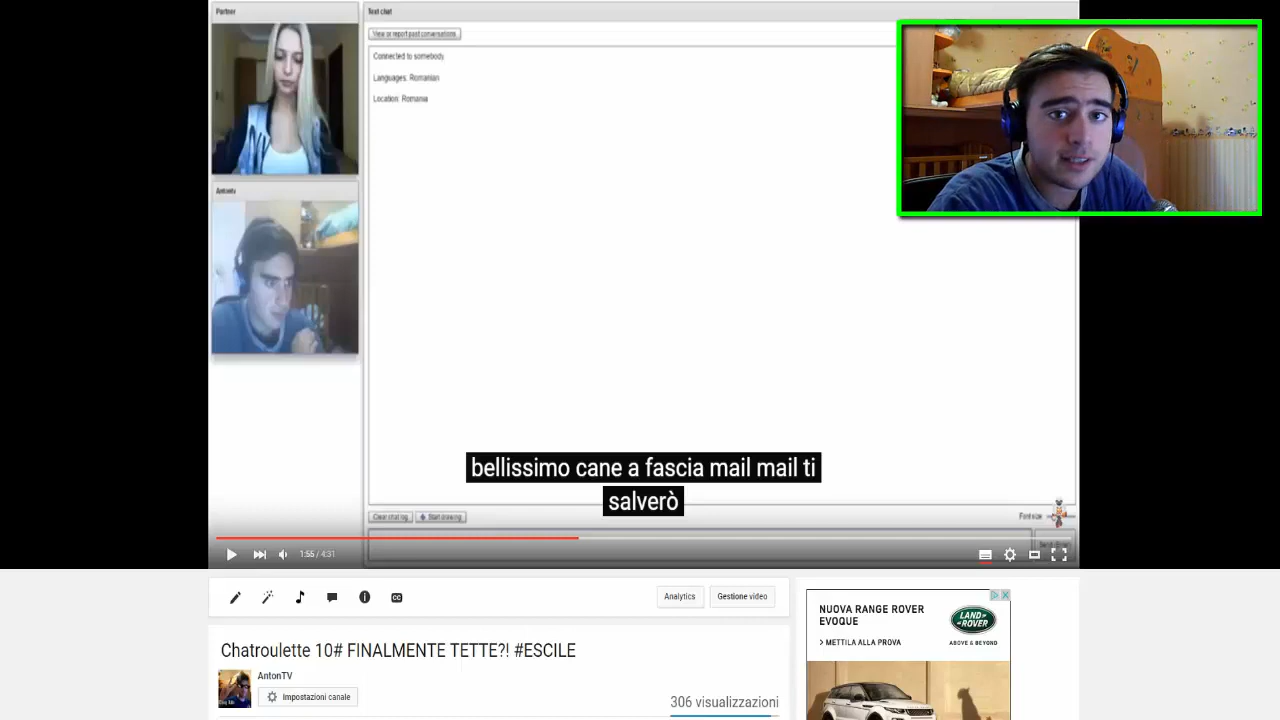 Partner
Text chat
View or report past conversations
Connected to somebody
Languages: Romanian
Location: Romania
Antontv
bellissimo cane a fascia mail mail ti
salverò
Clear chat log
Start drawing
Font size
1:55 / 4:31
Analytics
Gestione video
Chatroulette 10# FINALMENTE TETTE?! #ESCILE
AntonTV
Impostazioni canale
306 visualizzazioni
NUOVA RANGE ROVER
EVOQUE
> METTILA ALLA PROVA
LAND
ROVER
ABOVE & BEYOND